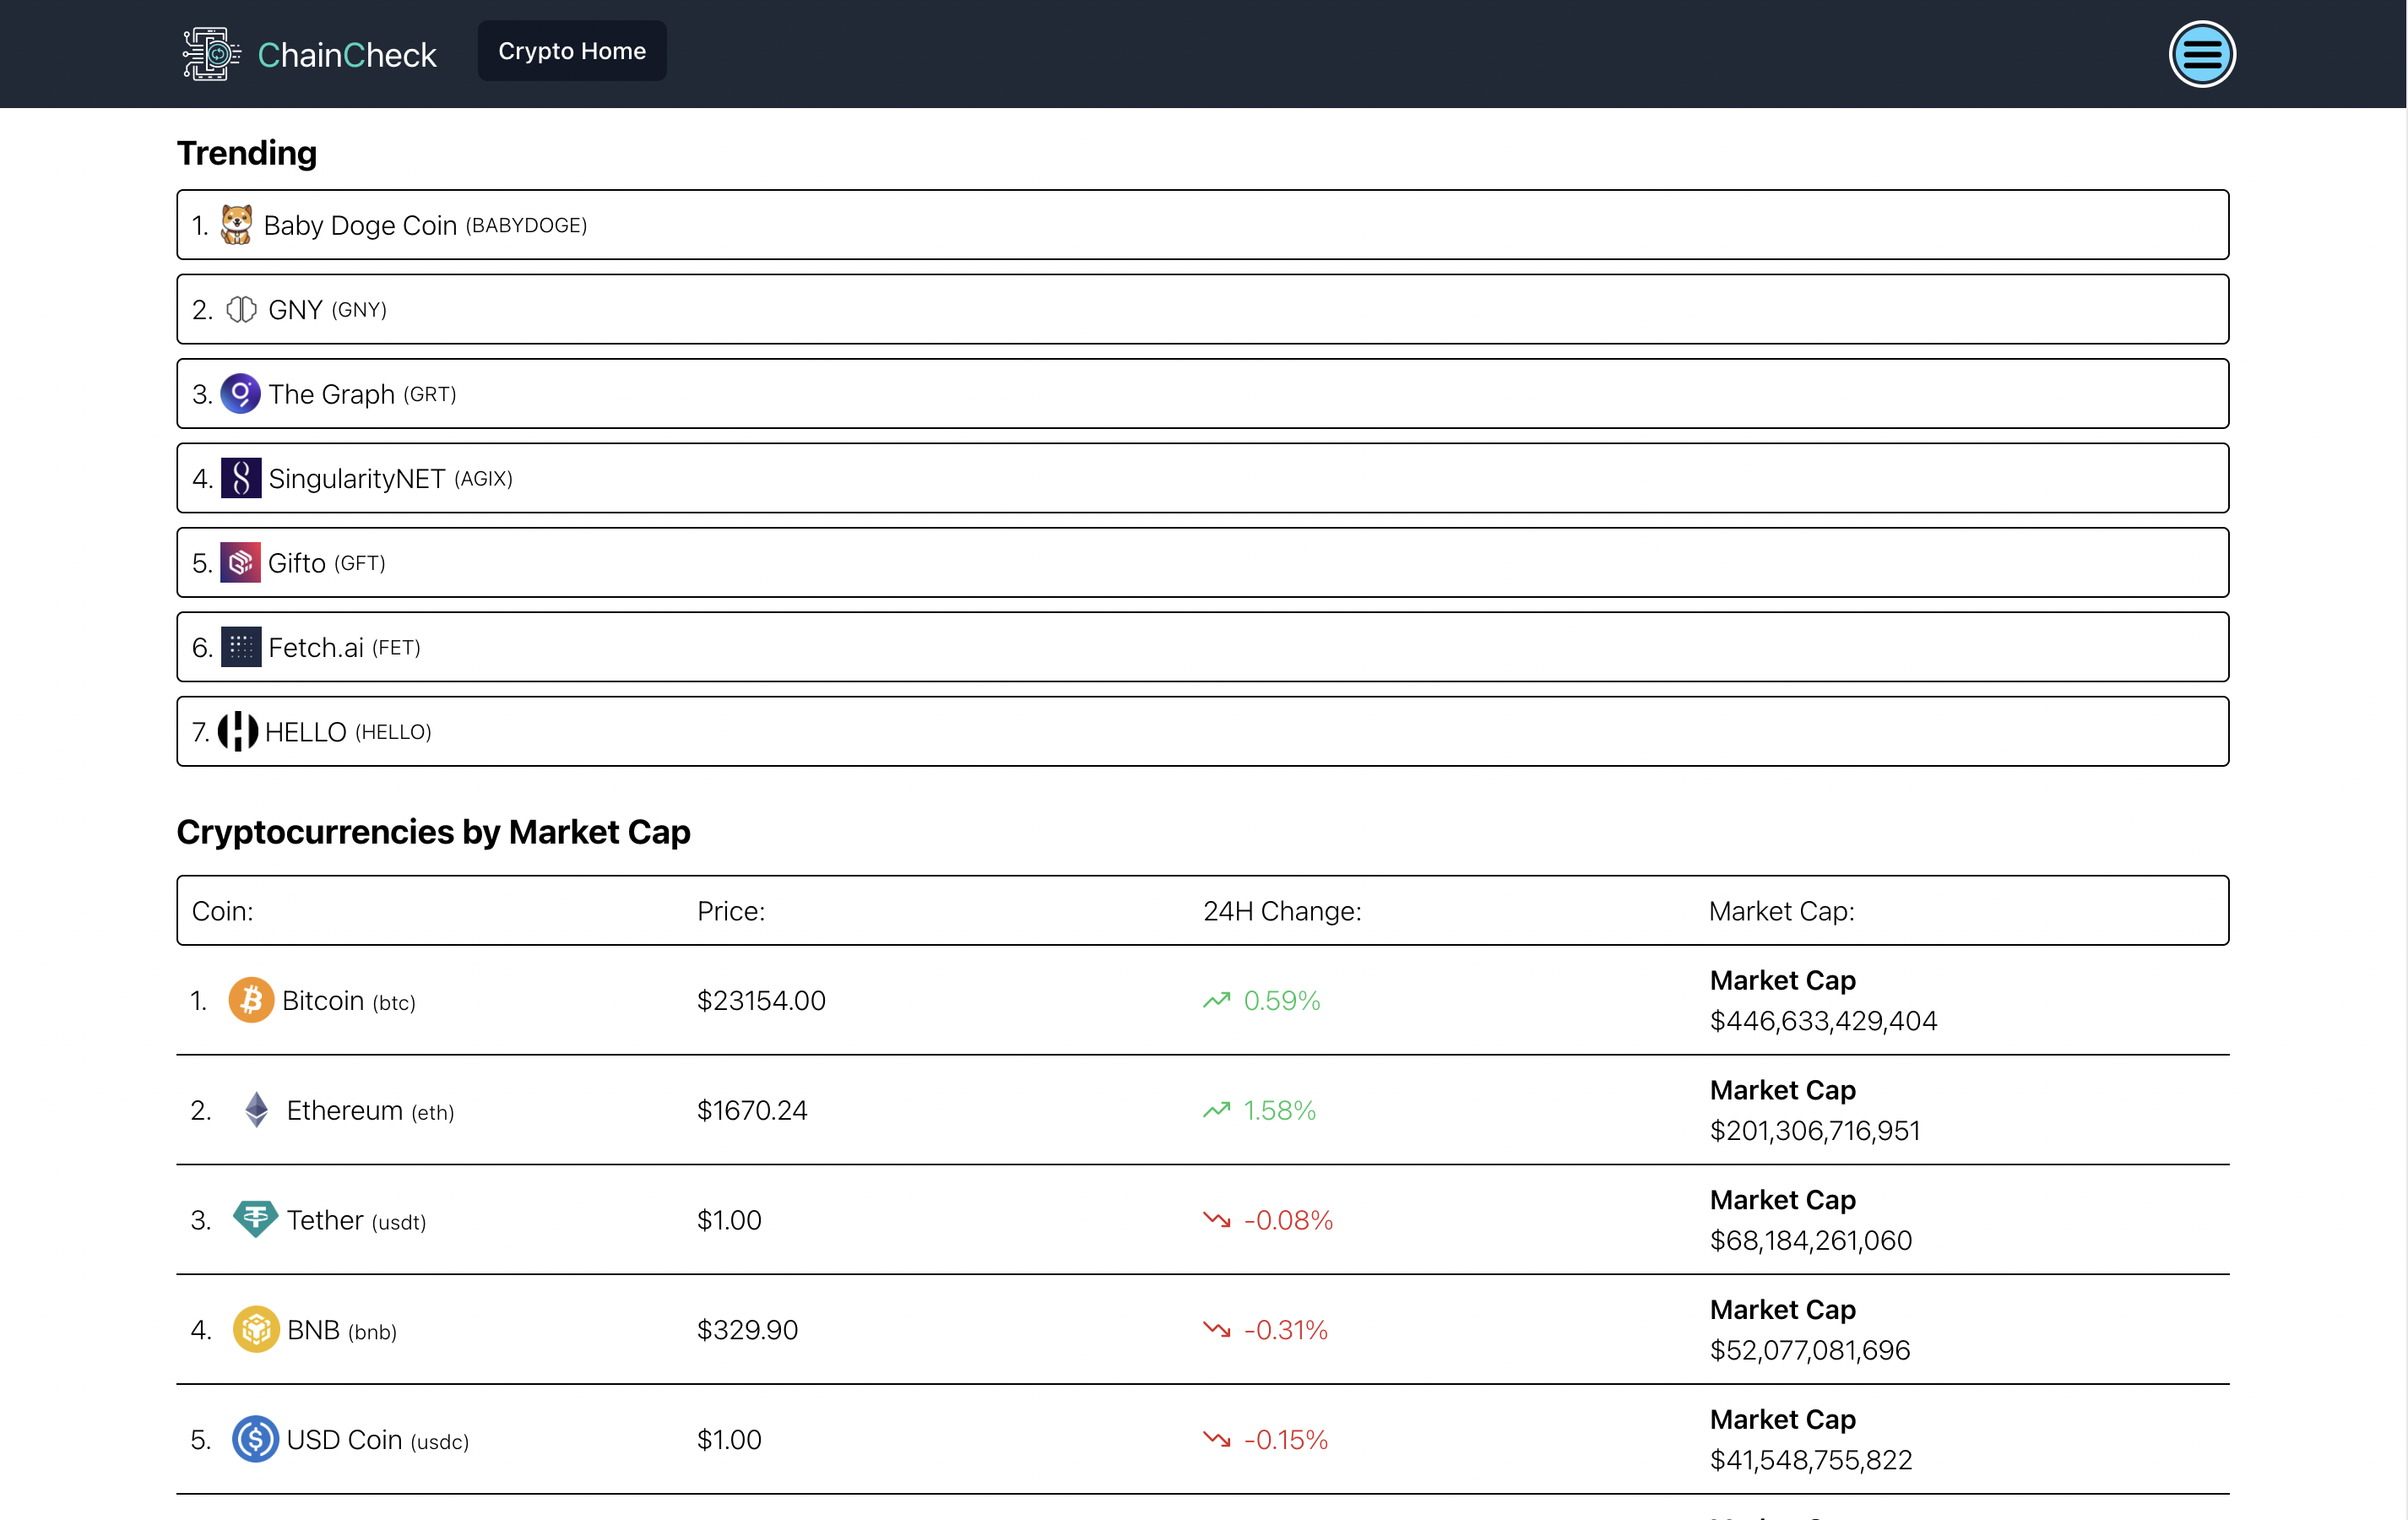 ChainCheck
Crypto Home
Trending
1. Baby Doge Coin (BABYDOGE)
2. GNY (GNY)
3. The Graph (GRT)
4. SingularityNET (AGIX)
5. Gifto (GFT)
6. Fetch.ai (FET)
7. HELLO (HELLO)
Cryptocurrencies by Market Cap
Coin: Price: 24H Change: Market Cap:
Market Cap
1. Bitcoin (btc) $23154.00 0.59%
$446,633,429,404
Market Cap
2. Ethereum (eth) $1670.24 1.58%
$201,306,716,951
Market Cap
3. Tether (usdt) $1.00 -0.08%
$68,184,261,060
Market Cap
4. BNB (bnb) $329.90 -0.31%
$52,077,081,696
Market Cap
5. USD Coin (usdc) $1.00 -0.15%
$41,548,755,822